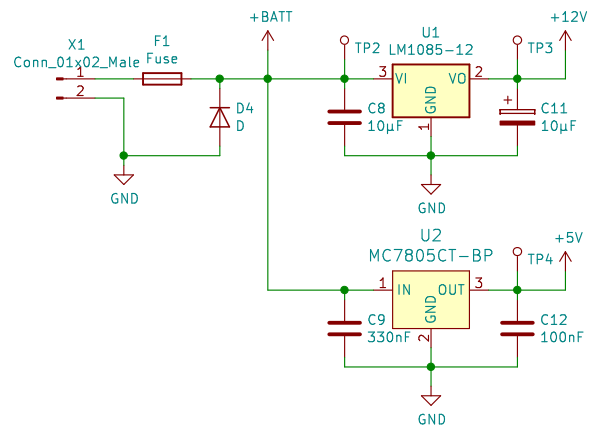 +BATT
+12V
X1
Conn_01x02_Male
F1
Fuse
TP2
U1
LM1085-12
TP3
1
2
3
VI
VO
2
GND
1
D4
D
C8
10µF
+
C11
10µF
GND
GND
U2
MC7805CT-BP
+5V
TP4
1
IN
OUT
3
GND
2
C9
330nF
C12
100nF
GND